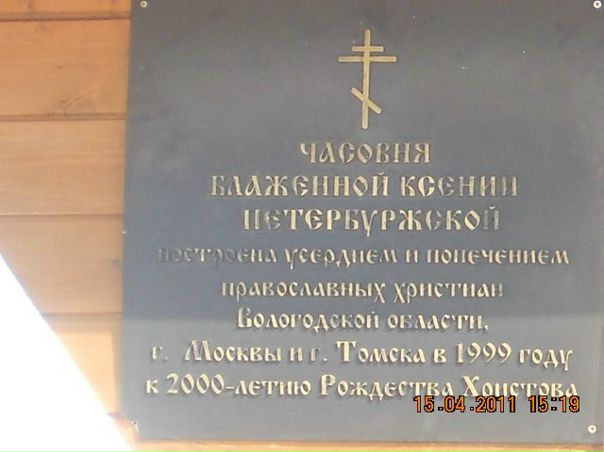 ЧАСОВНЯ
БЛАЖЕННОЙ КСЕНИИ
ПЕТЕРБУРЖСКОЙ
построена усердием и попечением
православных христиан
Вологодской области,
г. Москвы и г. Томска в 1999 году
к 2000-летию Рождества Христова
15.04.2011 15:19